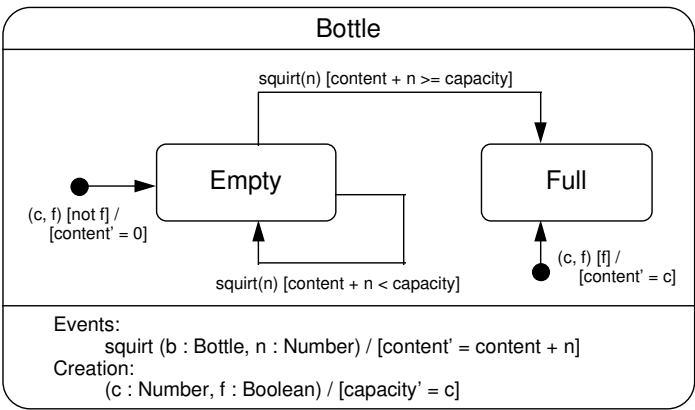 Bottle
squirt(n) [content + n >= capacity]
Empty
Full
(c, f) [not f] /
[content’ = 0]
(c, f) [f] /
[content’ = c]
squirt(n) [content + n < capacity]
Events:
squirt (b : Bottle, n : Number) / [content’ = content + n]
Creation:
(c : Number, f : Boolean) / [capacity’ = c]